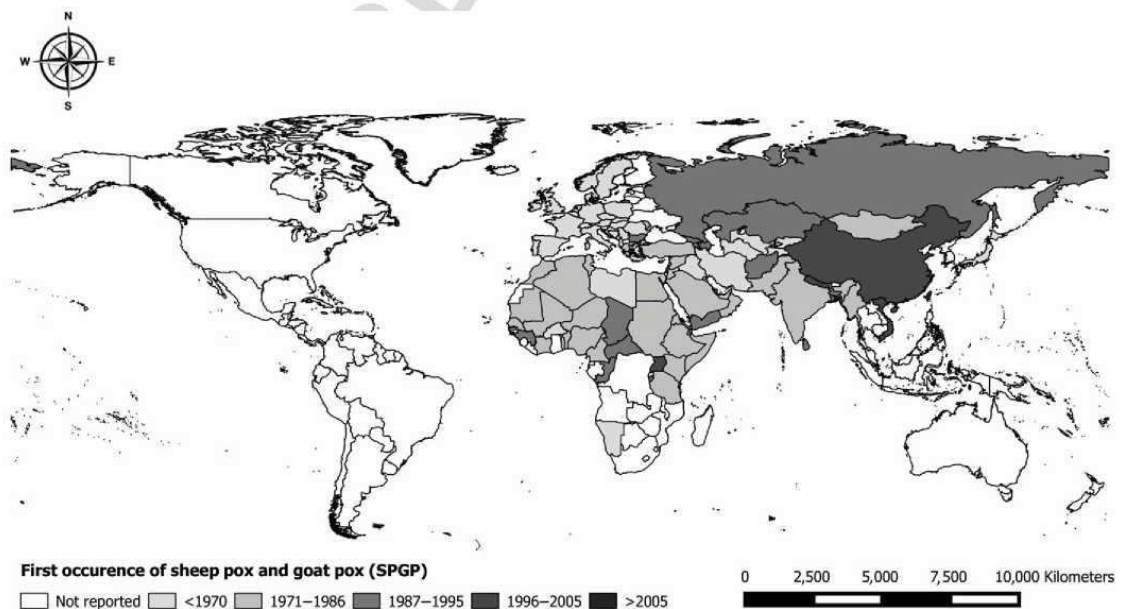 N
W E
S
First occurence of sheep pox and goat pox (SPGP)
Not reported <1970 1971–1986 1987–1995 1996–2005 >2005
0 2,500 5,000 7,500 10,000 Kilometers